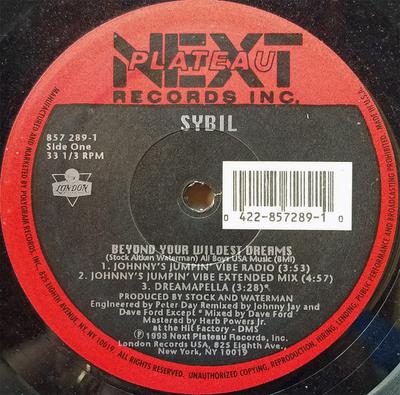 NEXT
PLATEAU
RECORDS INC.
SYBIL
857 289-1
Side One
33 1/3 RPM
LONDON
0 422-857289-1 0
BEYOND YOUR WILDEST DREAMS
(Stock Aitken Waterman) All Boys USA Music (BMI)
1. JOHNNY'S JUMPIN' VIBE RADIO (3:53)
2. JOHNNY'S JUMPIN' VIBE EXTENDED MIX (4:57)
3. DREAMAPELLA (3:28)*
PRODUCED BY STOCK AND WATERMAN
Engineered by Peter Day Remixed by Johnny Jay and
Dave Ford Except * Mixed by Dave Ford
Mastered by Herb Powers Jr.
at the Hit Factory - DMS
℗ 1993 Next Plateau Records, Inc.
London Records USA, 825 Eighth Ave.,
New York, NY 10019
MANUFACTURED AND MARKETED BY POLYGRAM RECORDS, INC. 825 EIGHTH AVENUE, NY, NY 10019. ALL RIGHTS RESERVED. UNAUTHORIZED COPYING, REPRODUCTION, HIRING, LENDING, PUBLIC PERFORMANCE AND BROADCASTING PROHIBITED. MADE IN U.S.A.